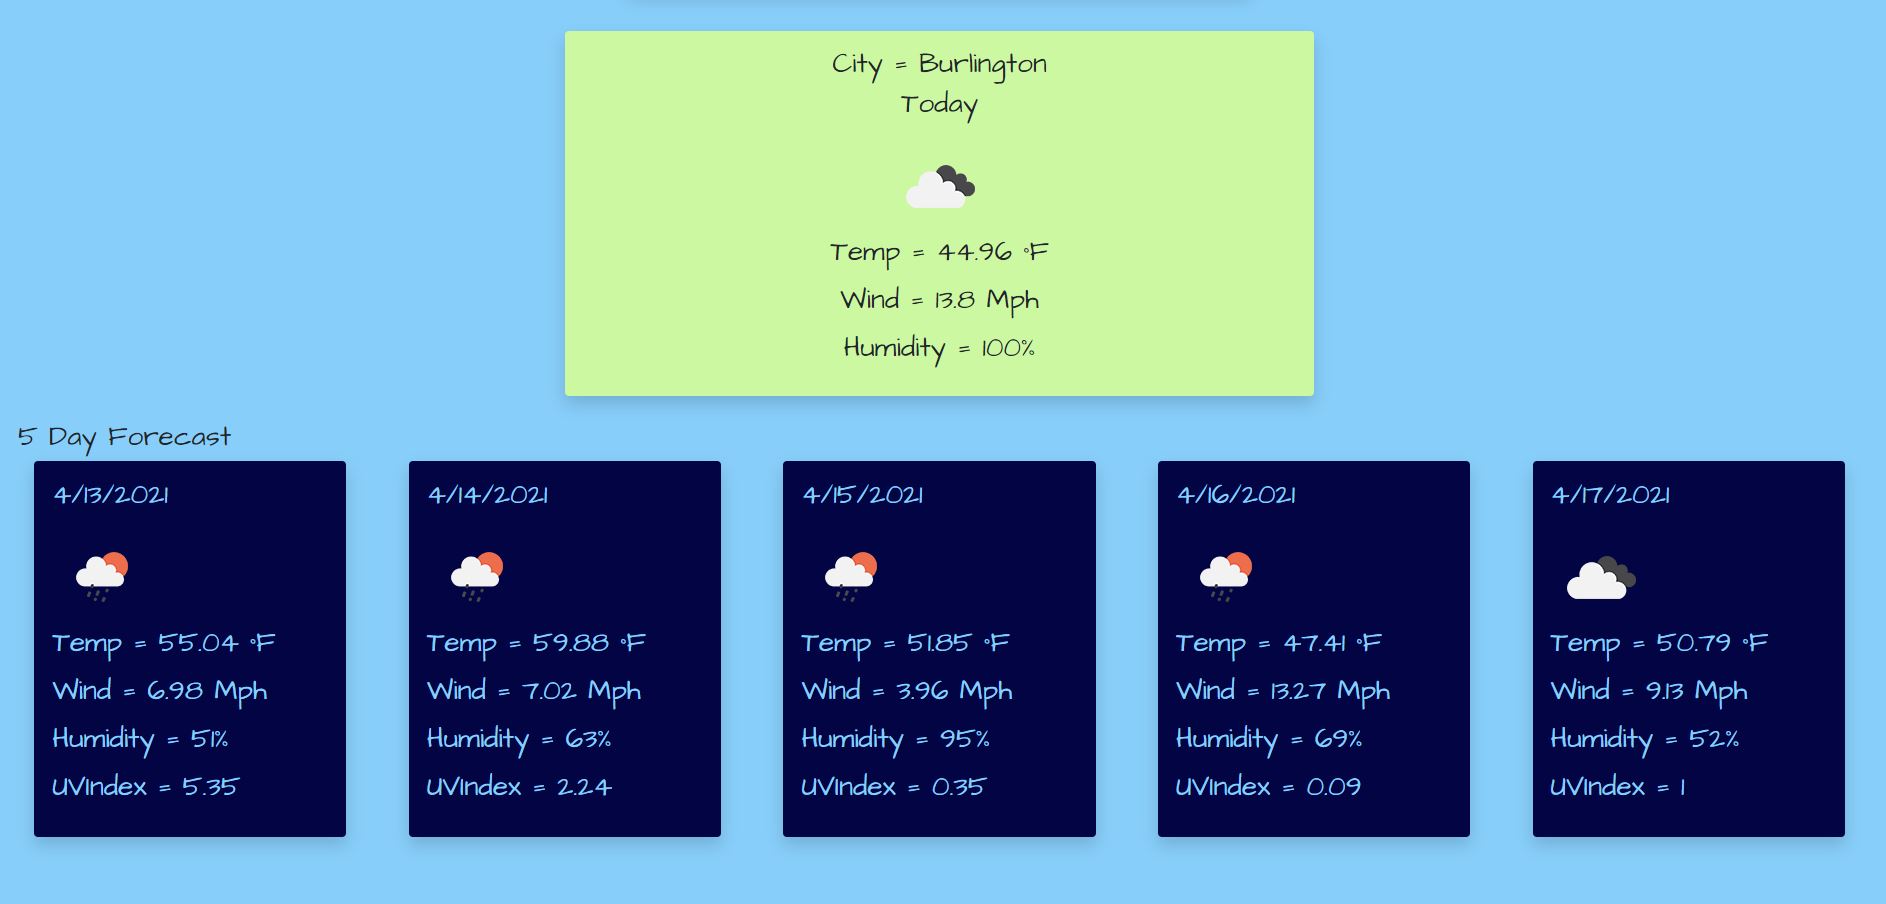 City = Burlington
Today
Temp = 44.96 °F
Wind = 13.8 Mph
Humidity = 100%
5 Day Forecast
4/13/2021
Temp = 55.04 °F
Wind = 6.98 Mph
Humidity = 51%
UVIndex = 5.35
4/14/2021
Temp = 59.88 °F
Wind = 7.02 Mph
Humidity = 63%
UVIndex = 2.24
4/15/2021
Temp = 51.85 °F
Wind = 3.96 Mph
Humidity = 95%
UVIndex = 0.35
4/16/2021
Temp = 47.41 °F
Wind = 13.27 Mph
Humidity = 69%
UVIndex = 0.09
4/17/2021
Temp = 50.79 °F
Wind = 9.13 Mph
Humidity = 52%
UVIndex = 1